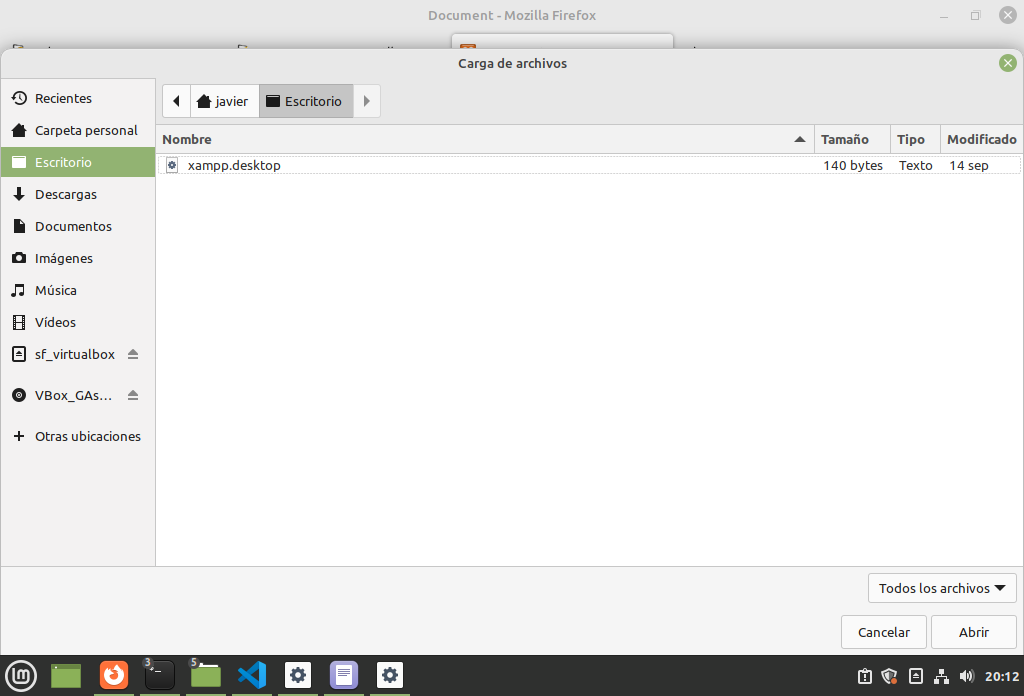 Document - Mozilla Firefox
Carga de archivos
Recientes
Carpeta personal
Escritorio
Descargas
Documentos
Imágenes
Música
Vídeos
sf_virtualbox
VBox_GAs...
Otras ubicaciones
javier
Escritorio
Nombre Tamaño Tipo Modificado
xampp.desktop 140 bytes Texto 14 sep
Todos los archivos
Cancelar Abrir
3 5
lm
20:12